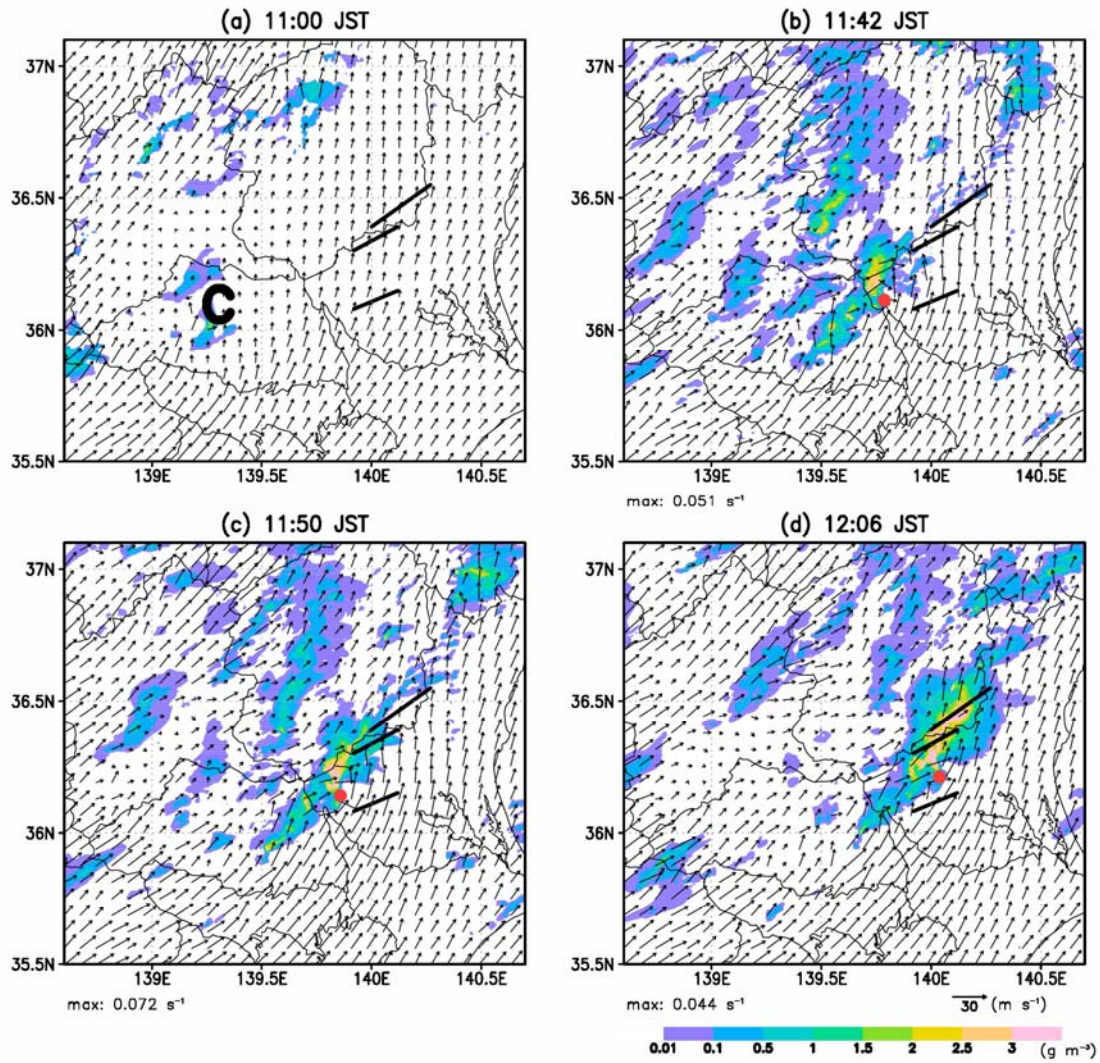 (a) 11:00 JST
(b) 11:42 JST
37N
37N
36.5N
36.5N
C
36N
36N
35.5N
35.5N
139E 139.5E 140E 140.5E
139E 139.5E 140E 140.5E
max: 0.051 s⁻¹
(c) 11:50 JST
(d) 12:06 JST
37N
37N
36.5N
36.5N
36N
36N
35.5N
35.5N
139E 139.5E 140E 140.5E
139E 139.5E 140E 140.5E
max: 0.072 s⁻¹
max: 0.044 s⁻¹
30 (m s⁻¹)
0.01 0.1 0.5 1 1.5 2 2.5 3 (g m⁻³)